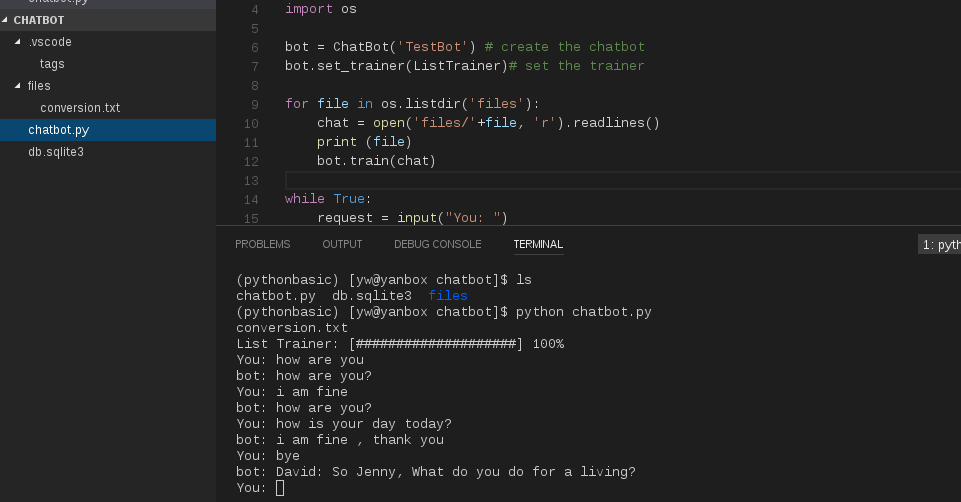 chatbot.py
CHATBOT
.vscode
tags
files
conversion.txt
chatbot.py
db.sqlite3
4 import os
5
6 bot = ChatBot('TestBot') # create the chatbot
7 bot.set_trainer(ListTrainer)# set the trainer
8
9 for file in os.listdir('files'):
10     chat = open('files/'+file, 'r').readlines()
11     print (file)
12     bot.train(chat)
13
14 while True:
15     request = input("You: ")
PROBLEMS OUTPUT DEBUG CONSOLE TERMINAL 1: pyth
(pythonbasic) [yw@yanbox chatbot]$ ls
chatbot.py  db.sqlite3  files
(pythonbasic) [yw@yanbox chatbot]$ python chatbot.py
conversion.txt
List Trainer: [####################] 100%
You: how are you
bot: how are you?
You: i am fine
bot: how are you?
You: how is your day today?
bot: i am fine , thank you
You: bye
bot: David: So Jenny, What do you do for a living?
You: